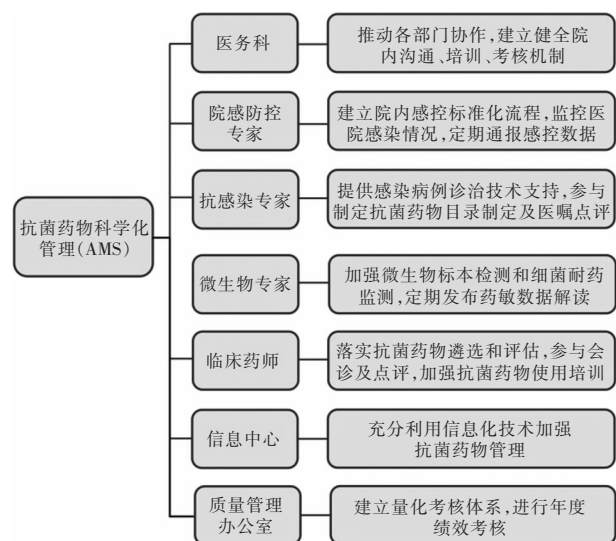 医务科
推动各部门协作,建立健全院
内沟通、培训、考核机制
院感防控
专家
建立院内感控标准化流程,监控医
院感染情况,定期通报感控数据
抗菌药物科学化
管理(AMS)
抗感染专家
提供感染病例诊治技术支持,参与
制定抗菌药物目录制定及医嘱点评
微生物专家
加强微生物标本检测和细菌耐药
监测,定期发布药敏数据解读
临床药师
落实抗菌药物遴选和评估,参与会
诊及点评,加强抗菌药物使用培训
信息中心
充分利用信息化技术加强
抗菌药物管理
质量管理
办公室
建立量化考核体系,进行年度
绩效考核